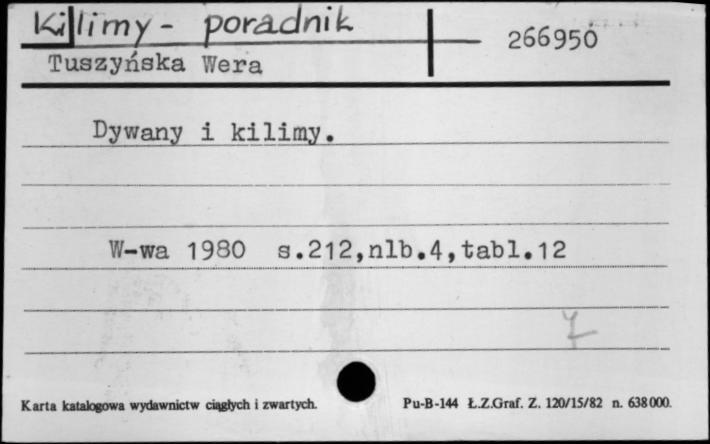 Kilimy - poradnik
266950
Tuszyńska Wera
Dywany i kilimy.
W-wa 1980 s.212,nlb.4,tabl.12
Karta katalogowa wydawnictw ciągłych i zwartych. Pu-B-144 Ł.Z.Graf. Z. 120/15/82 n. 638000.